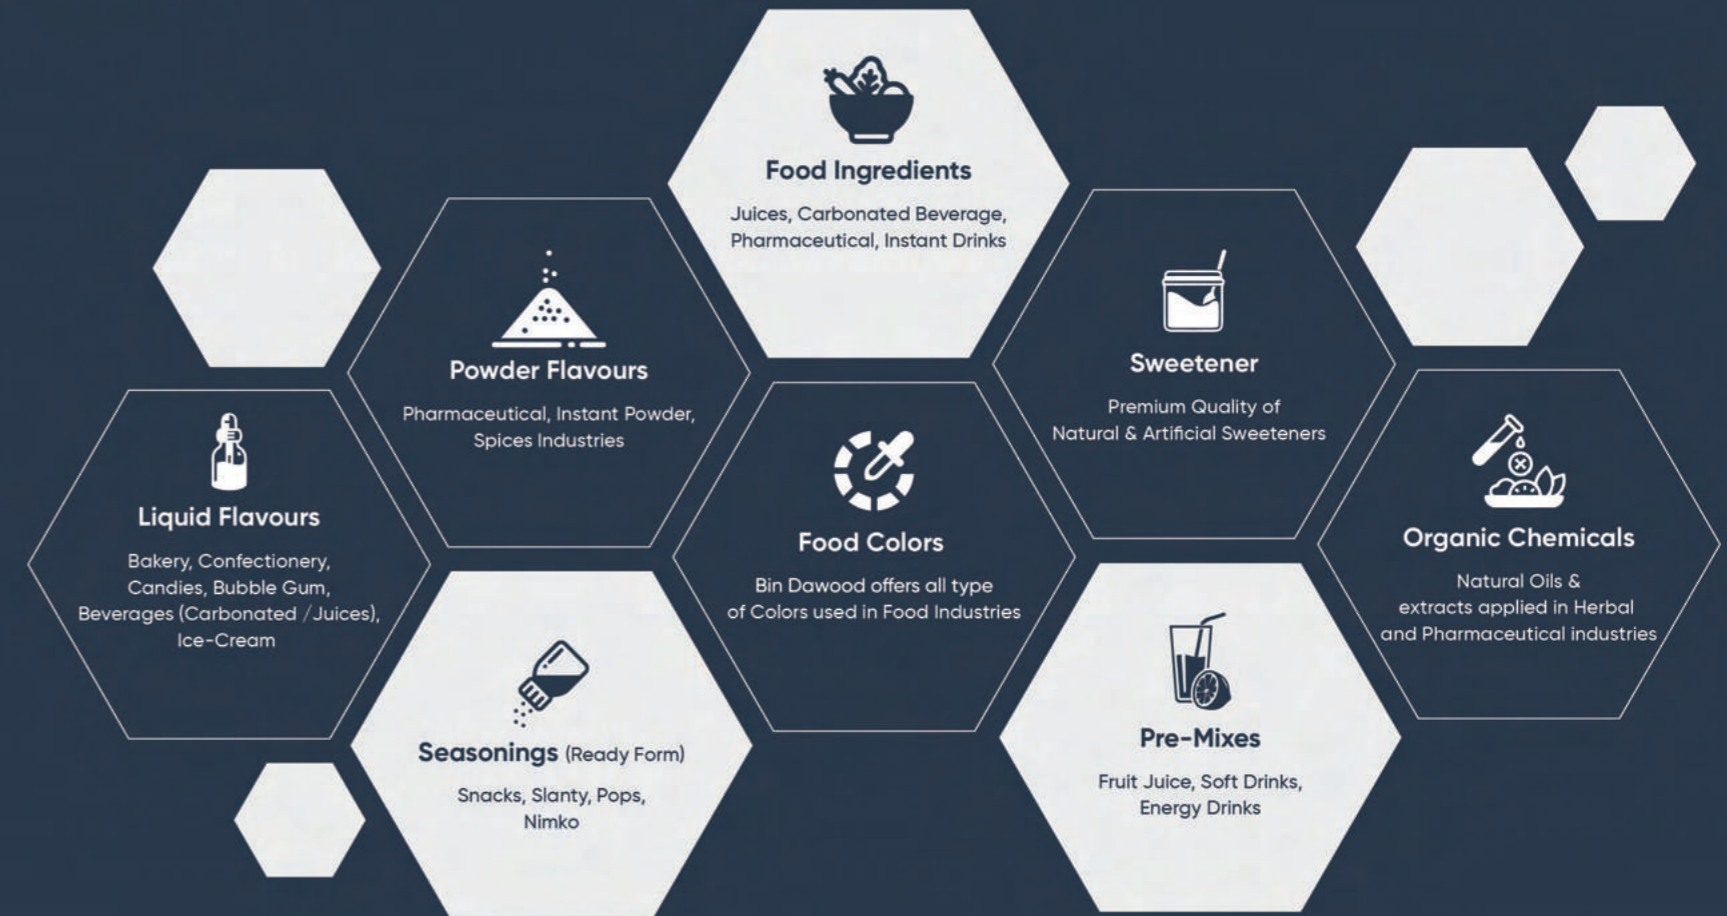 Food Ingredients
Juices, Carbonated Beverage,
Pharmaceutical, Instant Drinks
Powder Flavours
Pharmaceutical, Instant Powder,
Spices Industries
Sweetener
Premium Quality of
Natural & Artificial Sweeteners
Liquid Flavours
Bakery, Confectionery,
Candies, Bubble Gum,
Beverages (Carbonated /Juices),
Ice-Cream
Food Colors
Bin Dawood offers all type
of Colors used in Food Industries
Organic Chemicals
Natural Oils &
extracts applied in Herbal
and Pharmaceutical industries
Seasonings (Ready Form)
Snacks, Slanty, Pops,
Nimko
Pre-Mixes
Fruit Juice, Soft Drinks,
Energy Drinks